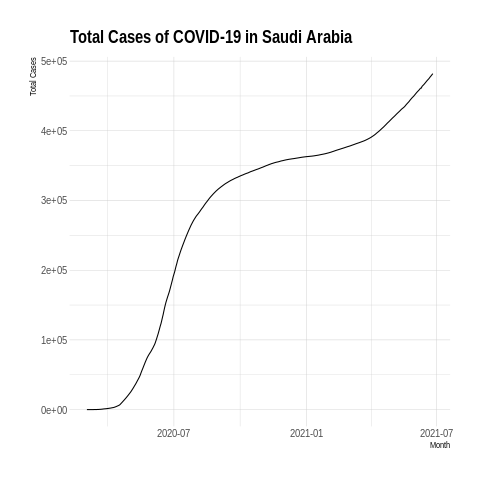 Total Cases of COVID-19 in Saudi Arabia
Total Cases
5e+05
4e+05
3e+05
2e+05
1e+05
0e+00
2020-07 2021-01 2021-07
Month